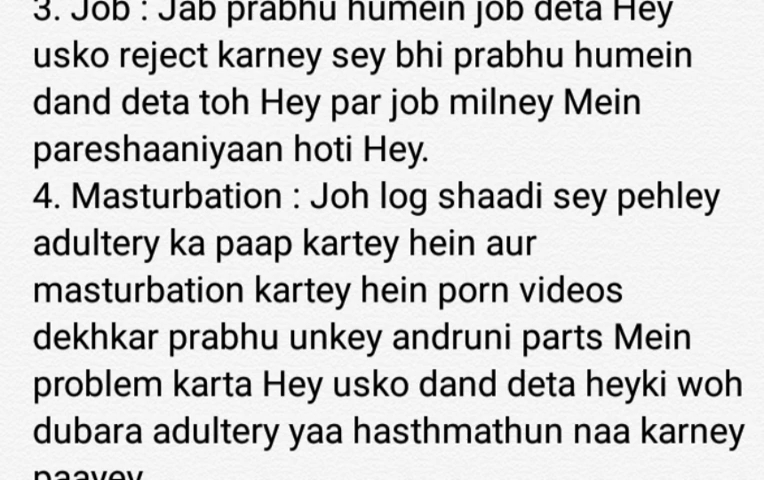 3. Job : Jab prabhu humein job deta Hey
usko reject karney sey bhi prabhu humein
dand deta toh Hey par job milney Mein
pareshaaniyaan hoti Hey.
4. Masturbation : Joh log shaadi sey pehley
adultery ka paap kartey hein aur
masturbation kartey hein porn videos
dekhkar prabhu unkey andruni parts Mein
problem karta Hey usko dand deta heyki woh
dubara adultery yaa hasthmathun naa karney
paayey